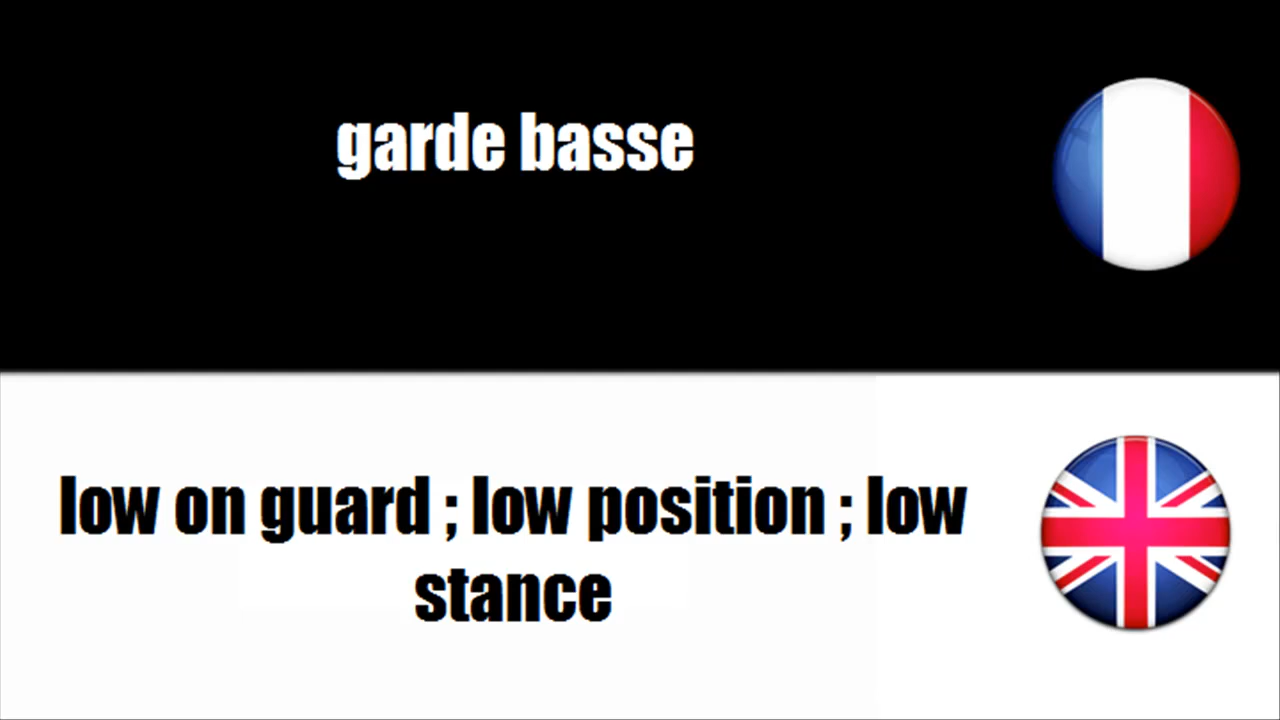 garde basse
low on guard ; low position ; low
stance